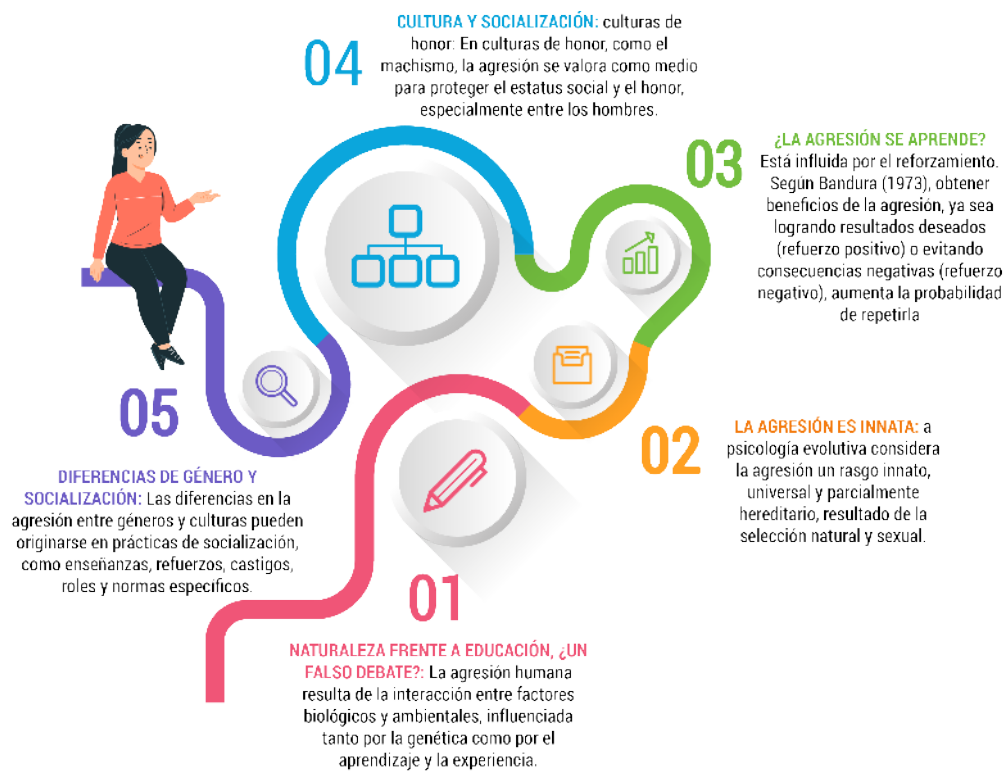 04
CULTURA Y SOCIALIZACIÓN: culturas de
honor: En culturas de honor, como el
machismo, la agresión se valora como medio
para proteger el estatus social y el honor,
especialmente entre los hombres.
03
¿LA AGRESIÓN SE APRENDE?
Está influida por el reforzamiento.
Según Bandura (1973), obtener
beneficios de la agresión, ya sea
logrando resultados deseados
(refuerzo positivo) o evitando
consecuencias negativas (refuerzo
negativo), aumenta la probabilidad
de repetirla
05
DIFERENCIAS DE GÉNERO Y
SOCIALIZACIÓN: Las diferencias en la
agresión entre géneros y culturas pueden
originarse en prácticas de socialización,
como enseñanzas, refuerzos, castigos,
roles y normas específicos.
02
LA AGRESIÓN ES INNATA: a
psicología evolutiva considera
la agresión un rasgo innato,
universal y parcialmente
hereditario, resultado de la
selección natural y sexual.
01
NATURALEZA FRENTE A EDUCACIÓN, ¿UN
FALSO DEBATE?: La agresión humana
resulta de la interacción entre factores
biológicos y ambientales, influenciada
tanto por la genética como por el
aprendizaje y la experiencia.